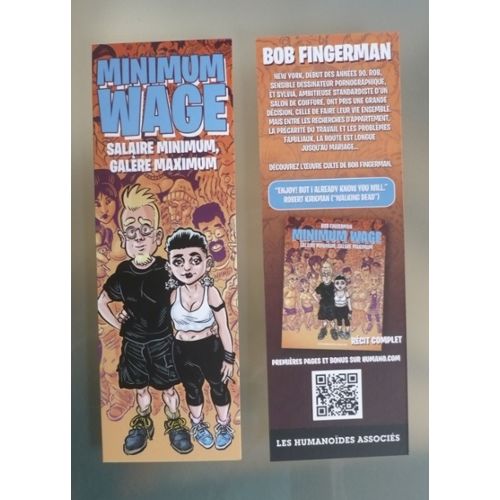 MINIMUM
WAGE
SALAIRE MINIMUM,
GALÈRE MAXIMUM
BOB FINGERMAN
NEW YORK, DÉBUT DES ANNÉES 90. ROB,
SENSIBLE DESSINATEUR PORNOGRAPHIQUE,
ET SYLVIA, AMBITIEUSE STANDARDISTE D'UN
SALON DE COIFFURE, ONT PRIS UNE GRANDE
DÉCISION, CELLE DE FAIRE LEUR VIE ENSEMBLE.
MAIS ENTRE LES RECHERCHES D'APPARTEMENT,
LA PRÉCARITÉ DU TRAVAIL ET LES PROBLÈMES
FAMILIAUX, LA ROUTE EST LONGUE
JUSQU'AU MARIAGE...
DÉCOUVREZ L'ŒUVRE CULTE DE BOB FINGERMAN.
"ENJOY! BUT I ALREADY KNOW YOU WILL."
ROBERT KIRKMAN ("WALKING DEAD")
BOB FINGERMAN
MINIMUM WAGE
SALAIRE MINIMUM, GALÈRE MAXIMUM
RÉCIT COMPLET
PREMIÈRES PAGES ET BONUS SUR HUMANO.COM
LES HUMANOÏDES ASSOCIÉS